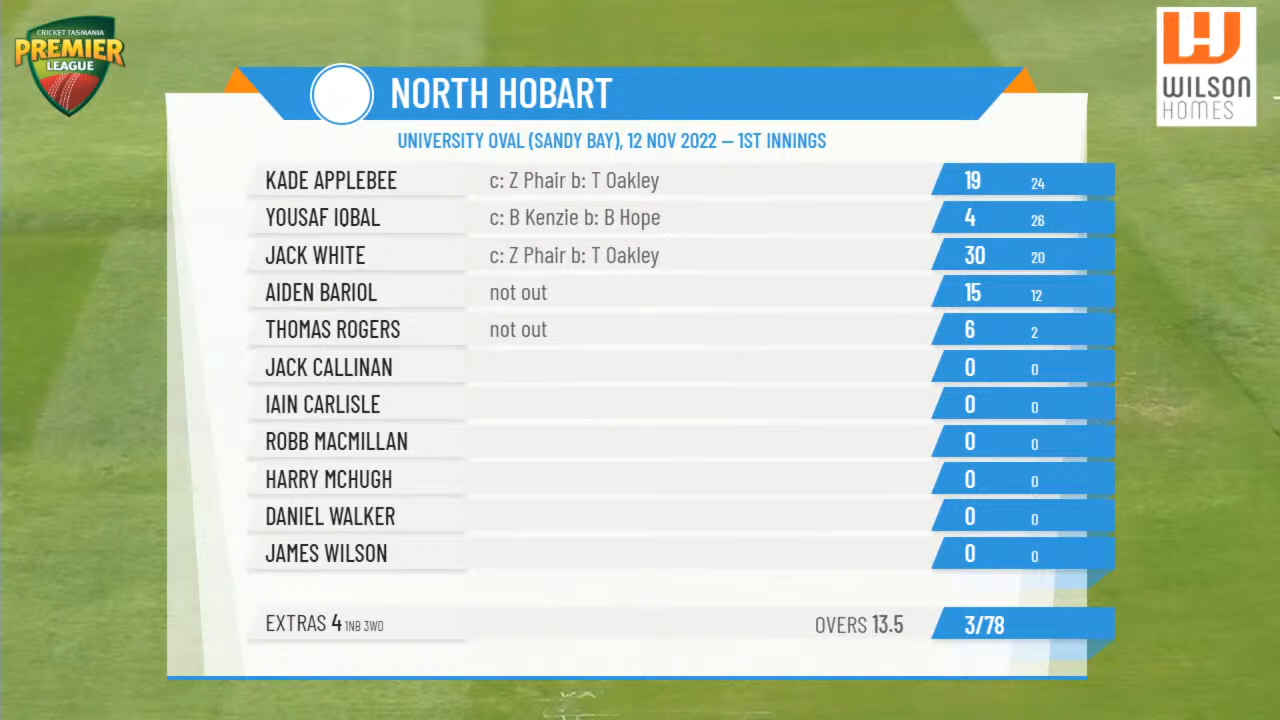 CRICKET TASMANIA
PREMIER
LEAGUE
WILSON
HOMES
NORTH HOBART
UNIVERSITY OVAL (SANDY BAY), 12 NOV 2022 – 1ST INNINGS
KADE APPLEBEE c: Z Phair b: T Oakley 19 24
YOUSAF IQBAL c: B Kenzie b: B Hope 4 26
JACK WHITE c: Z Phair b: T Oakley 30 20
AIDEN BARIOL not out 15 12
THOMAS ROGERS not out 6 2
JACK CALLINAN 0 0
IAIN CARLISLE 0 0
ROBB MACMILLAN 0 0
HARRY MCHUGH 0 0
DANIEL WALKER 0 0
JAMES WILSON 0 0
EXTRAS 4 1NB 3WD OVERS 13.5 3/78